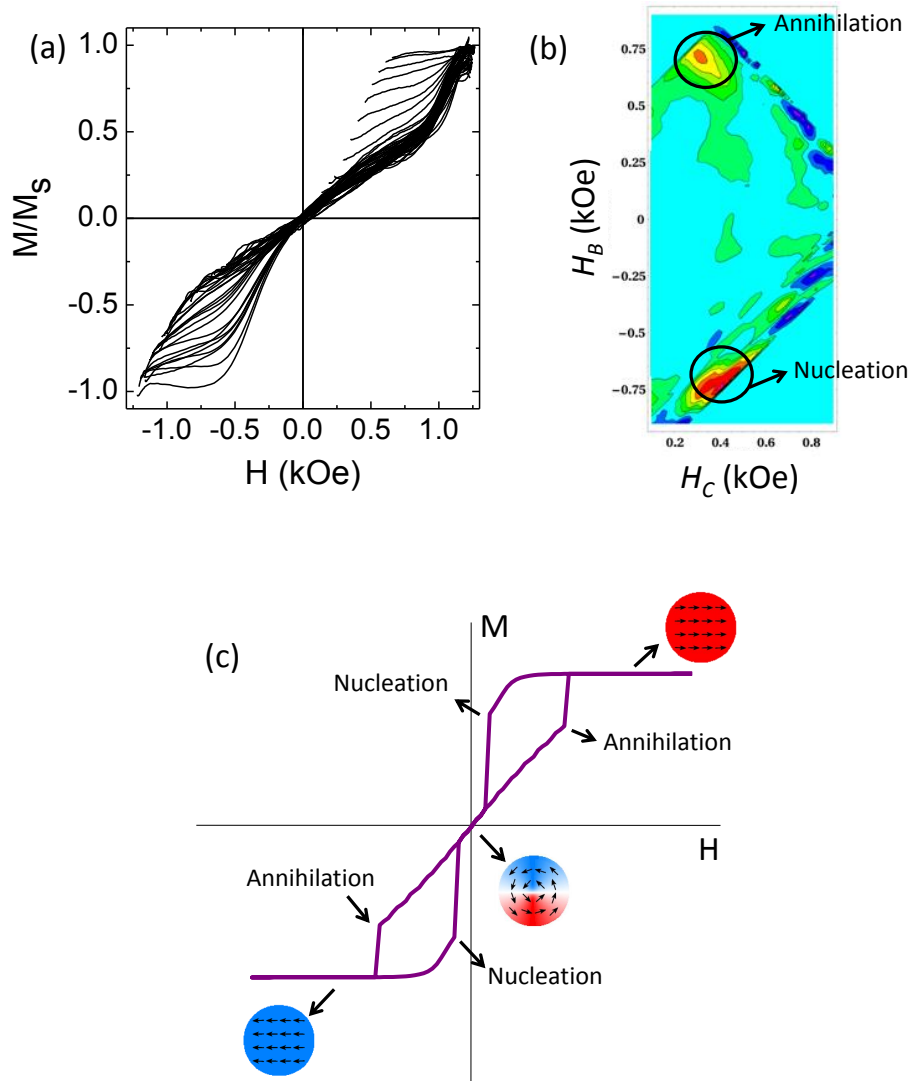 (a)
1.0
0.5
0.0
-0.5
-1.0
M/MS
-1.0 -0.5 0.0 0.5 1.0
H (kOe)
(b)
Annihilation
0.75
0.5
0.25
0
-0.25
-0.5
-0.75
HB (kOe)
Nucleation
0.2 0.4 0.6 0.8
HC (kOe)
(c)
M
Nucleation
Annihilation
H
Annihilation
Nucleation